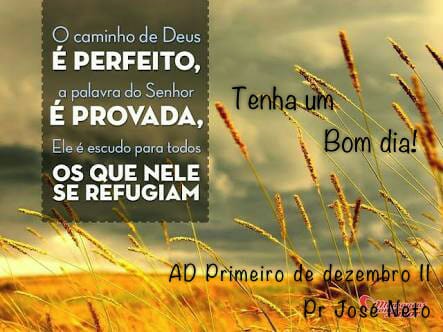 O caminho de Deus
É PERFEITO,
a palavra do Senhor
É PROVADA,
Ele é escudo para todos
OS QUE NELE
SE REFUGIAM
Tenha um
Bom dia!
AD Primeiro de dezembro II
Pr José Neto